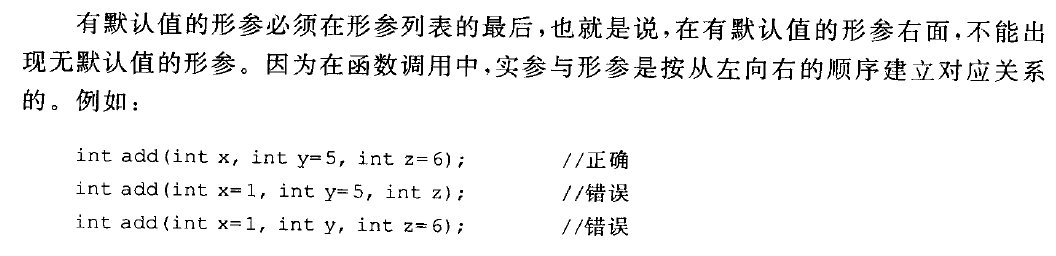 有默认值的形参必须在形参列表的最后,也就是说,在有默认值的形参右面,不能出
现无默认值的形参。因为在函数调用中,实参与形参是按从左向右的顺序建立对应关系
的。例如:
int add(int x, int y=5, int z=6); //正确
int add(int x=1, int y=5, int z); //错误
int add(int x=1, int y, int z=6); //错误